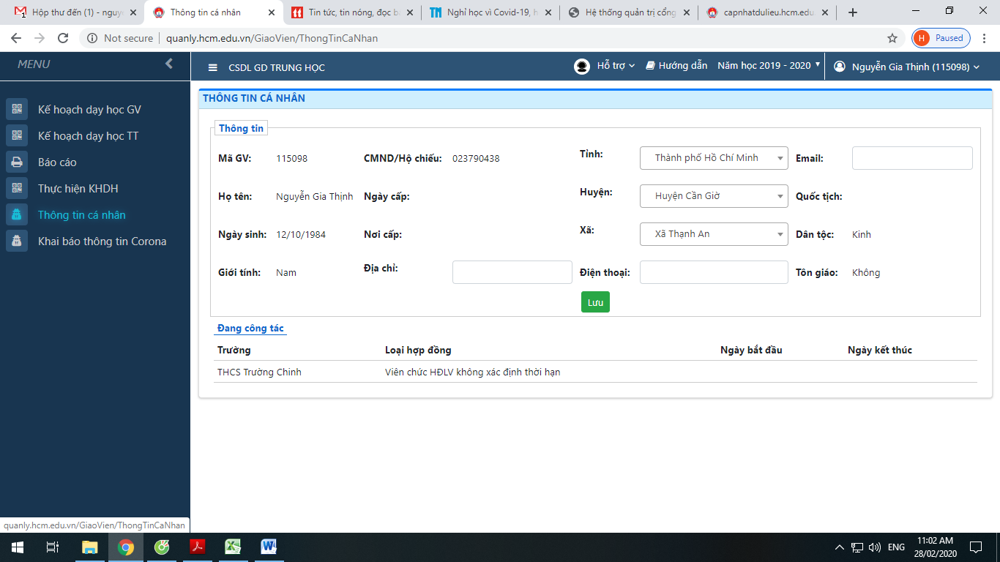 Hộp thư đến (1) - nguy
Thông tin cá nhân
Tin tức, tin nóng, đọc b
Nghỉ học vì Covid-19, h
Hệ thống quản trị cổng
capnhatdulieu.hcm.edu.
Not secure | quanly.hcm.edu.vn/GiaoVien/ThongTinCaNhan
H Paused
MENU
CSDL GD TRUNG HỌC
Hỗ trợ
Hướng dẫn
Năm học 2019 - 2020
Nguyễn Gia Thịnh (115098)
Kế hoạch dạy học GV
Kế hoạch dạy học TT
Báo cáo
Thực hiện KHDH
Thông tin cá nhân
Khai báo thông tin Corona
THÔNG TIN CÁ NHÂN
Thông tin
Mã GV: 115098 CMND/Hộ chiếu: 023790438 Tỉnh: Thành phố Hồ Chí Minh Email:
Họ tên: Nguyễn Gia Thịnh Ngày cấp: Huyện: Huyện Cần Giờ Quốc tịch:
Ngày sinh: 12/10/1984 Nơi cấp: Xã: Xã Thạnh An Dân tộc: Kinh
Giới tính: Nam Địa chỉ: Điện thoại: Tôn giáo: Không
Lưu
Đang công tác
Trường Loại hợp đồng Ngày bắt đầu Ngày kết thúc
THCS Trường Chinh Viên chức HĐLV không xác định thời hạn
quanly.hcm.edu.vn/GiaoVien/ThongTinCaNhan
ENG
11:02 AM
28/02/2020